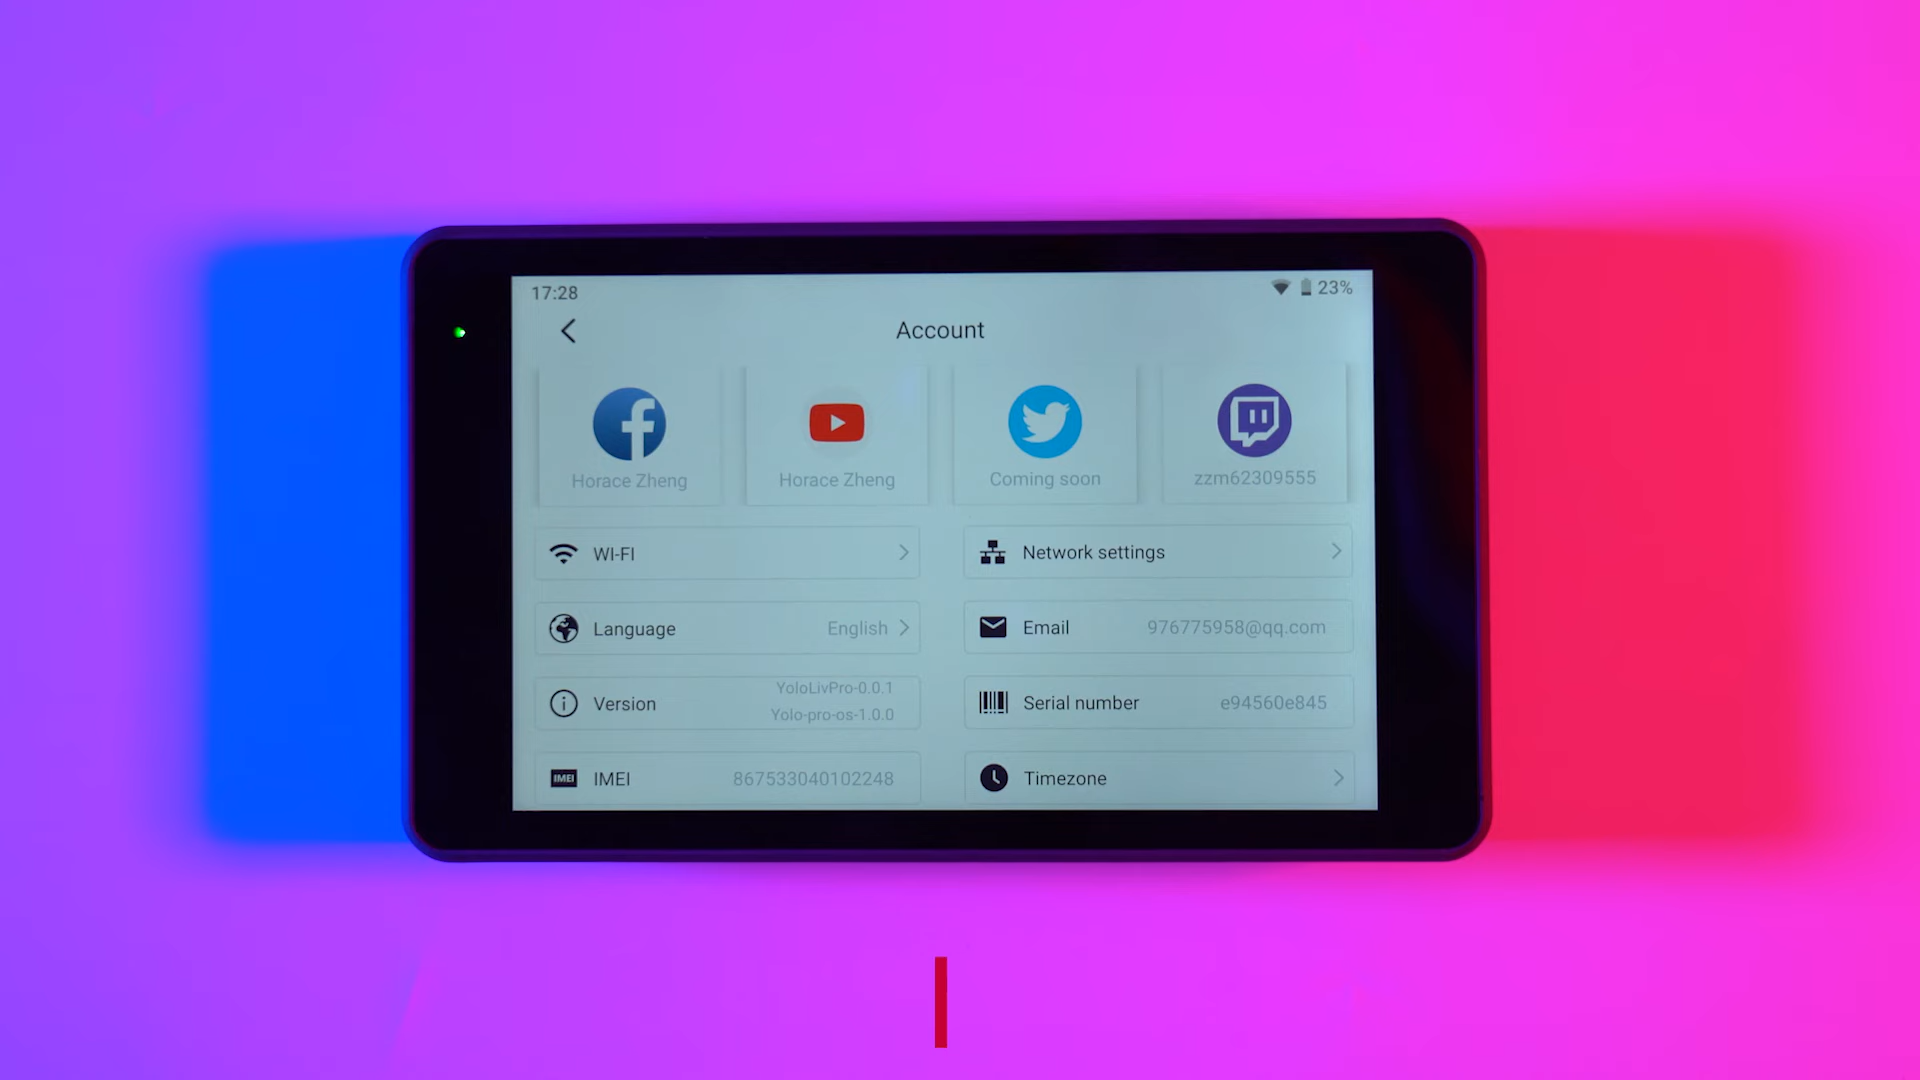 17:28
23%
Account
Horace Zheng
Horace Zheng
Coming soon
zzm62309555
WI-FI
Network settings
Language
English
Email
976775958@qq.com
Version
YoloLivPro-0.0.1
Yolo-pro-os-1.0.0
Serial number
e94560e845
IMEI
IMEI
867533040102248
Timezone